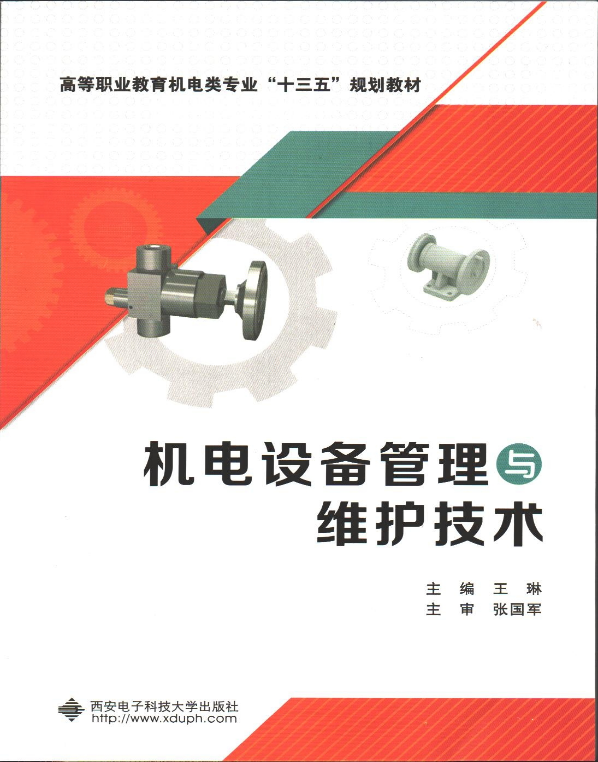 高等职业教育机电类专业“十三五”规划教材
机电设备管理与
维护技术
主 编 王 琳
主 审 张国军
西安电子科技大学出版社
http://www.xduph.com